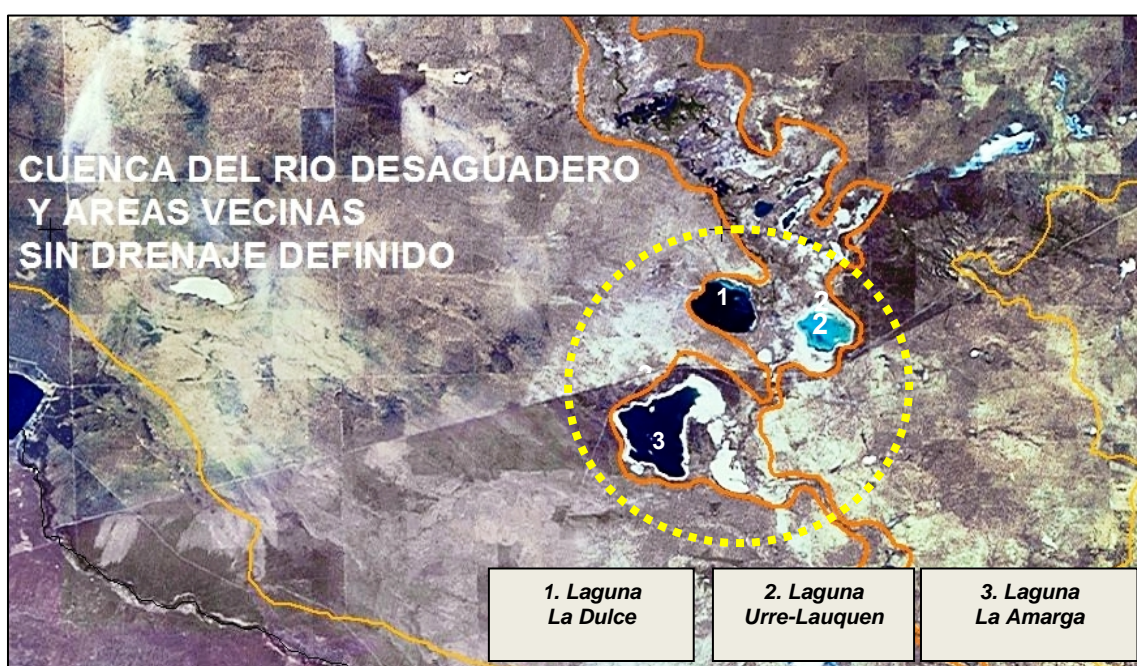 CUENCA DEL RIO DESAGUADERO
Y AREAS VECINAS
SIN DRENAJE DEFINIDO
1
2
2
3
1. Laguna
La Dulce
2. Laguna
Urre-Lauquen
3. Laguna
La Amarga